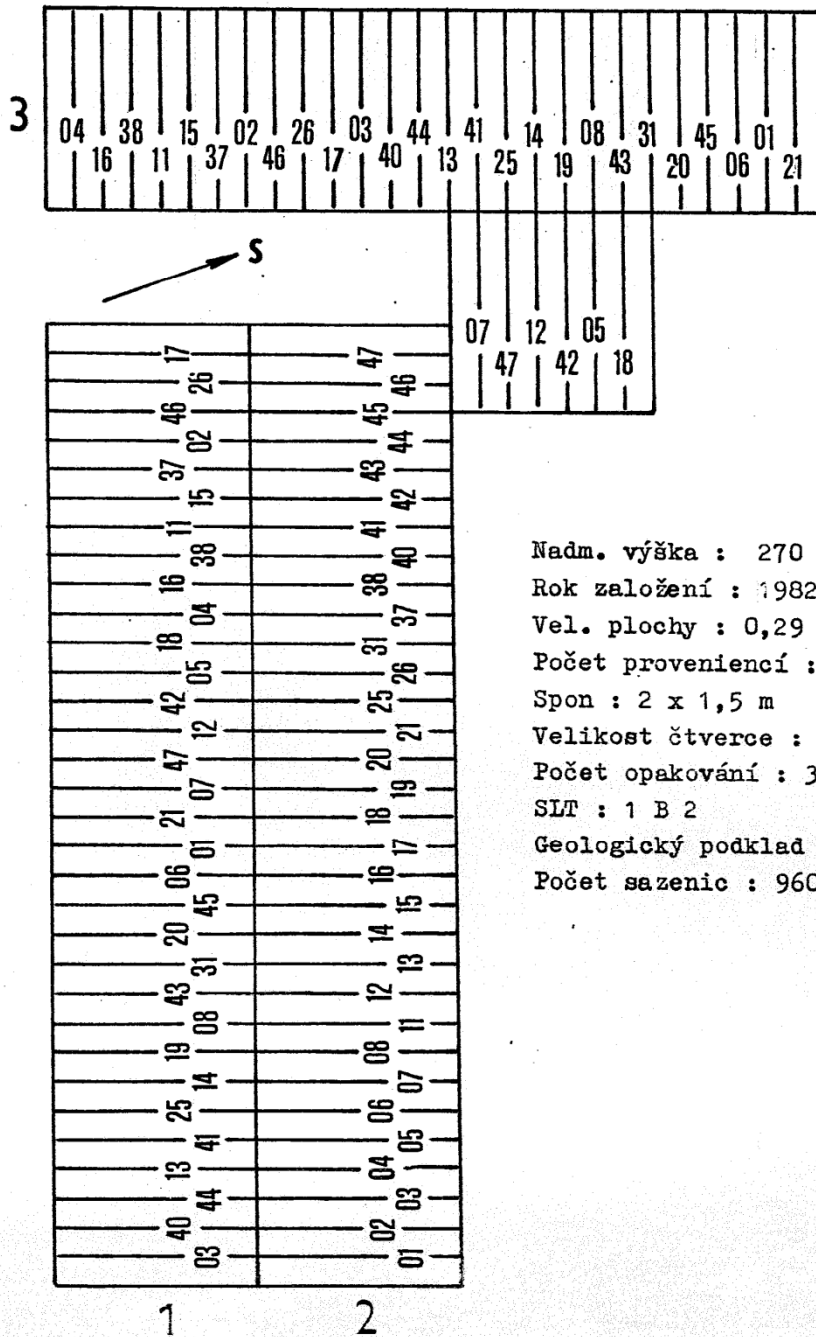 3
04 38 15 02 26 03 44 41 14 08 31 45 01
16 11 37 46 17 40 13 25 19 43 20 06 21
S
07 12 05
47 42 18
17 47
26 46
46 45
02 44
37 43
15 42
11 41
38 40
16 38
04 37
18 31
05 26
42 25
12 21
47 20
07 19
21 18
01 17
06 16
45 15
20 14
31 13
43 12
08 11
19 08
14 07
25 06
41 05
13 04
44 03
40 02
03 01
1 2
Nadm. výška : 270
Rok založení : 1982
Vel. plochy : 0,29
Počet proveniencí :
Spon : 2 x 1,5 m
Velikost čtverce :
Počet opakování : 3
SLT : 1 B 2
Geologický podklad
Počet sazenic : 960